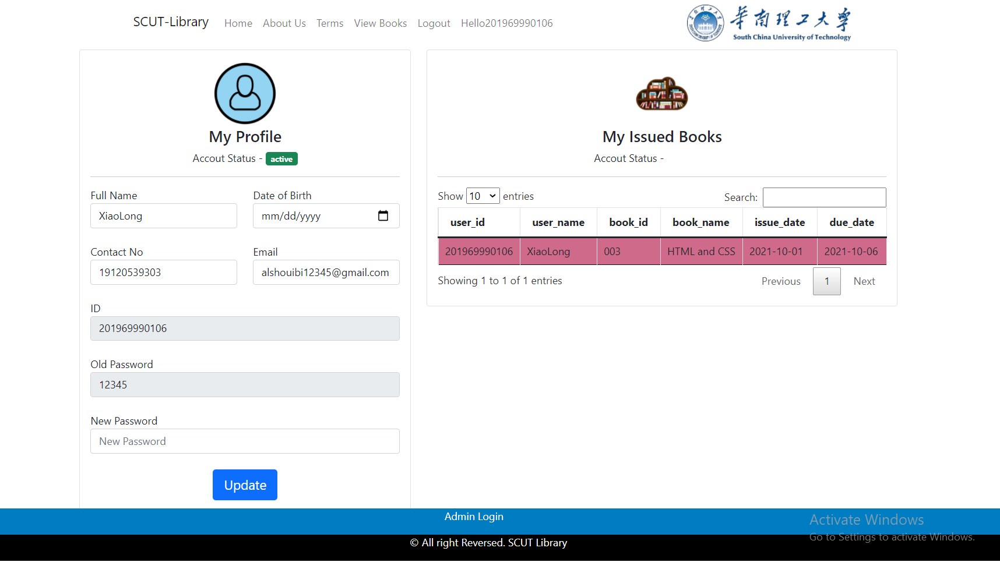 SCUT-Library Home About Us Terms View Books Logout Hello201969990106
华南理工大学
South China University of Technology
My Profile
Accout Status - active
Full Name Date of Birth
XiaoLong mm/dd/yyyy
Contact No Email
19120539303 alshouibi12345@gmail.com
ID
201969990106
Old Password
12345
New Password
New Password
Update
My Issued Books
Accout Status -
Show 10 entries Search:
user_id user_name book_id book_name issue_date due_date
201969990106 XiaoLong 003 HTML and CSS 2021-10-01 2021-10-06
Showing 1 to 1 of 1 entries Previous 1 Next
Admin Login
© All right Reversed. SCUT Library
Activate Windows
Go to Settings to activate Windows.